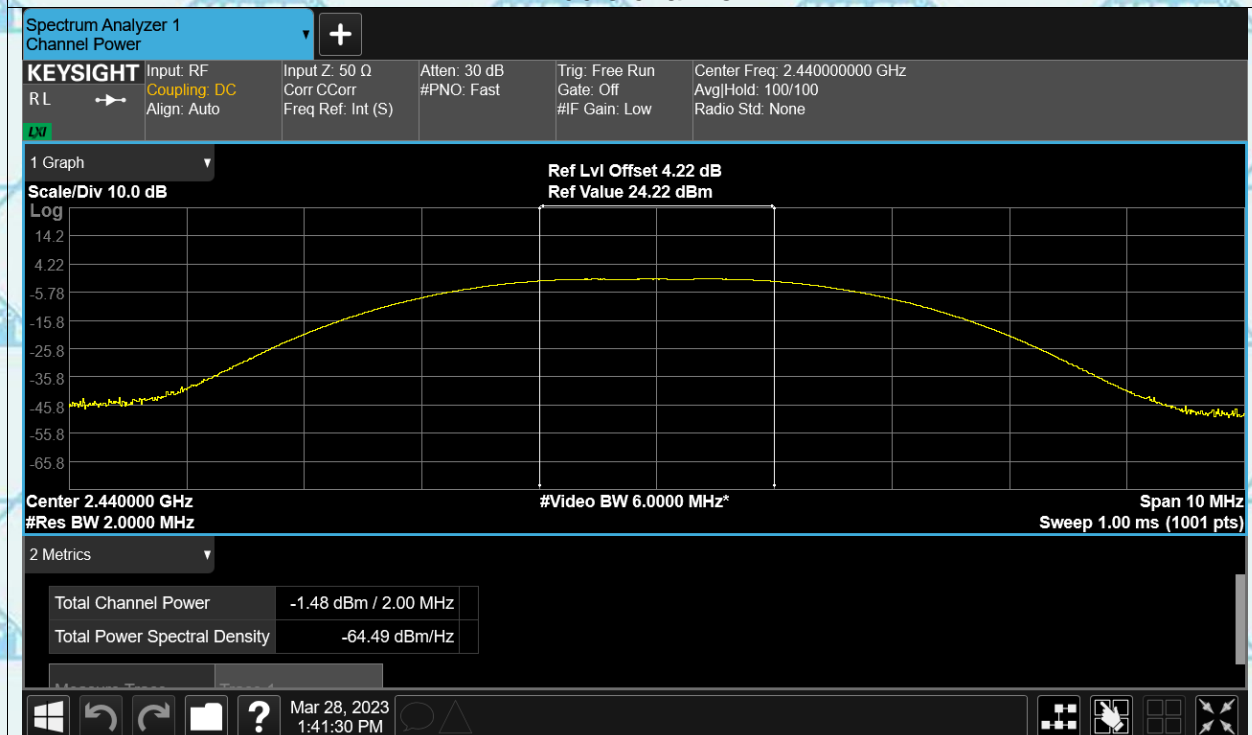 Spectrum Analyzer 1
Channel Power
+
KEYSIGHT
RL
LXI
Input: RF
Coupling: DC
Align: Auto
Input Z: 50 Ω
Corr CCorr
Freq Ref: Int (S)
Atten: 30 dB
#PNO: Fast
Trig: Free Run
Gate: Off
#IF Gain: Low
Center Freq: 2.440000000 GHz
Avg|Hold: 100/100
Radio Std: None
1 Graph
Scale/Div 10.0 dB
Ref Lvl Offset 4.22 dB
Ref Value 24.22 dBm
Log
14.2
4.22
-5.78
-15.8
-25.8
-35.8
-45.8
-55.8
-65.8
Center 2.440000 GHz
#Video BW 6.0000 MHz*
Span 10 MHz
#Res BW 2.0000 MHz
Sweep 1.00 ms (1001 pts)
2 Metrics
Total Channel Power -1.48 dBm / 2.00 MHz
Total Power Spectral Density -64.49 dBm/Hz
?
Mar 28, 2023
1:41:30 PM